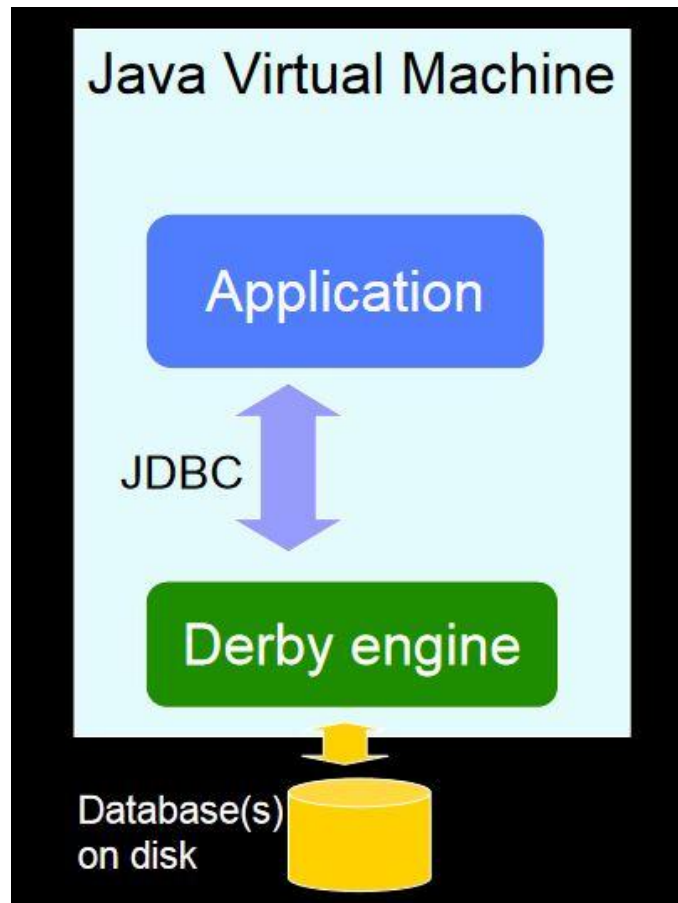 Java Virtual Machine
Application
JDBC
Derby engine
Database(s)
on disk